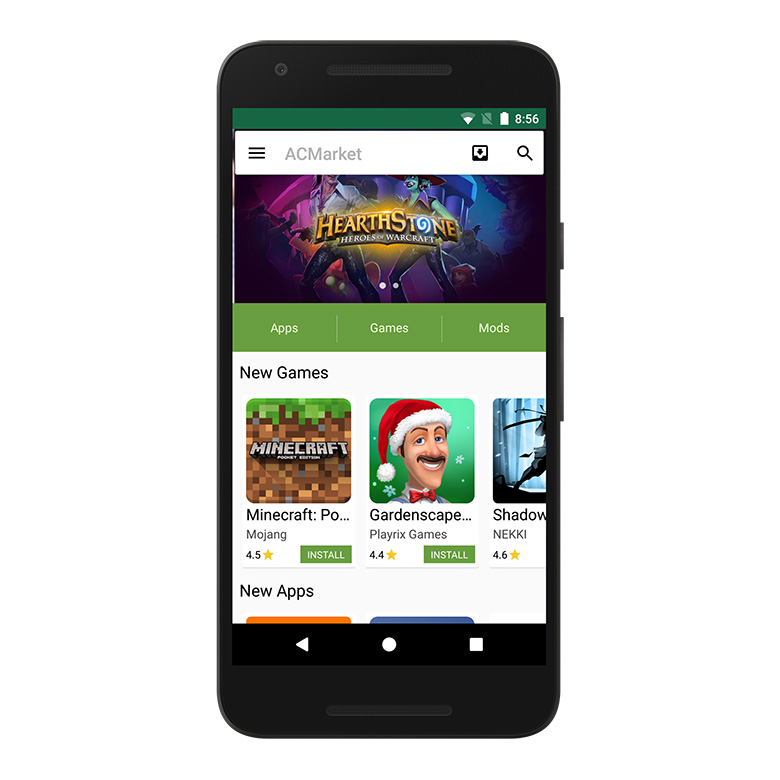 8:56
ACMarket
HEARTHSTONE
HEROES OF WARCRAFT
Apps
Games
Mods
New Games
MINECRAFT
POCKET EDITION
Minecraft: Po...
Gardenscape...
Shadow
Mojang
Playrix Games
NEKKI
4.5
INSTALL
4.4
INSTALL
4.6
New Apps